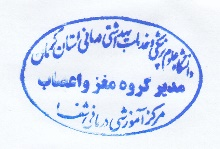 دانشگاه علوم پزشکی و خدمات بهداشتی درمانی استان کرمان
مدیر گروه مغز و اعصاب
مرکز آموزشی درمانی شفا